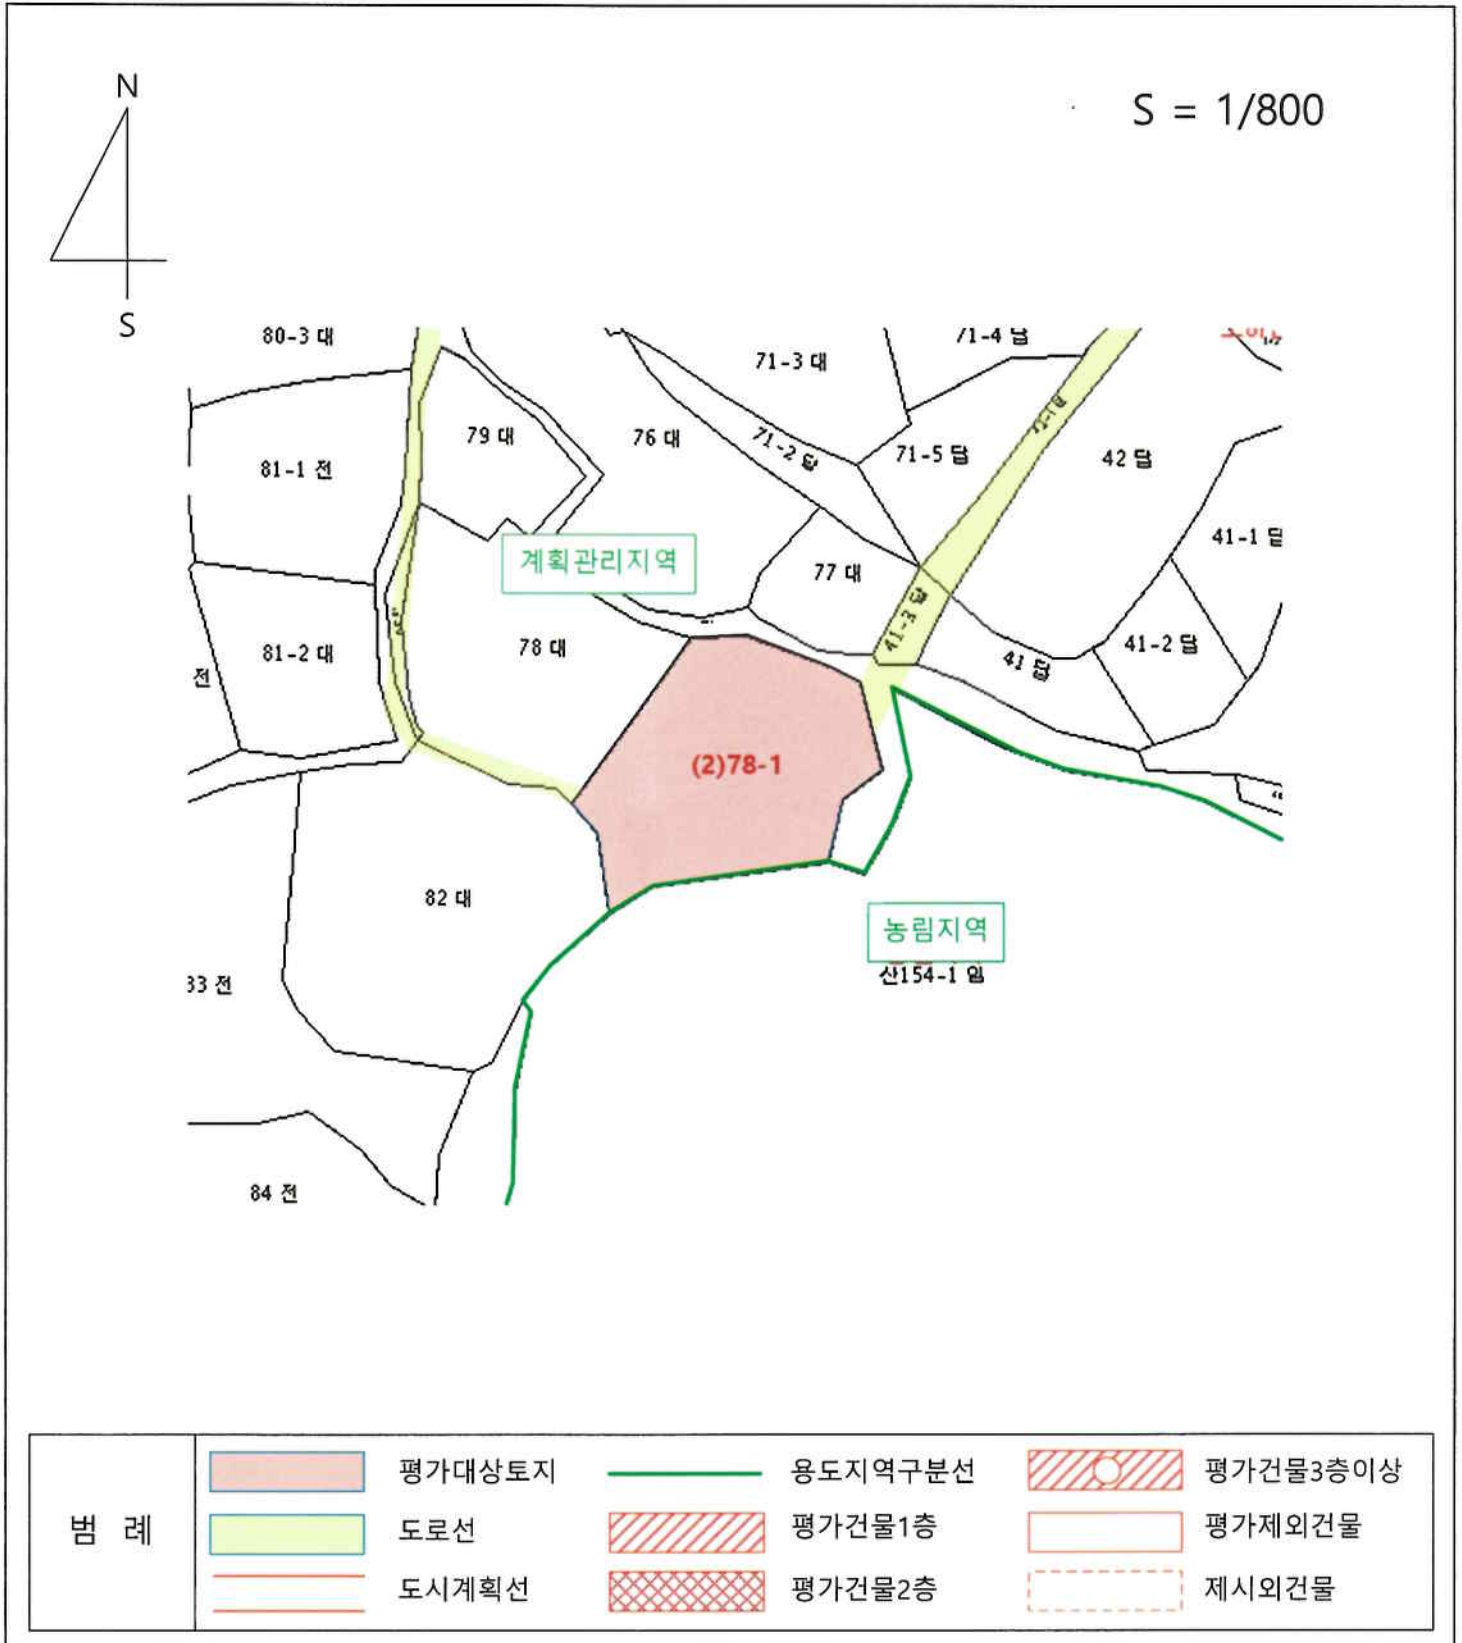 N
S = 1/800
S
80-3 대
71-3 대
71-4 답
79 대
76 대
71-2 답
71-5 답
42 답
81-1 전
41-1 답
계획관리지역
77 대
41-3 답
81-2 대
78 대
41 답
41-2 답
전
(2)78-1
82 대
농림지역
산154-1 임
83 전
84 전
범 례
평가대상토지
용도지역구분선
평가건물3층이상
도로선
평가건물1층
평가제외건물
도시계획선
평가건물2층
제시외건물